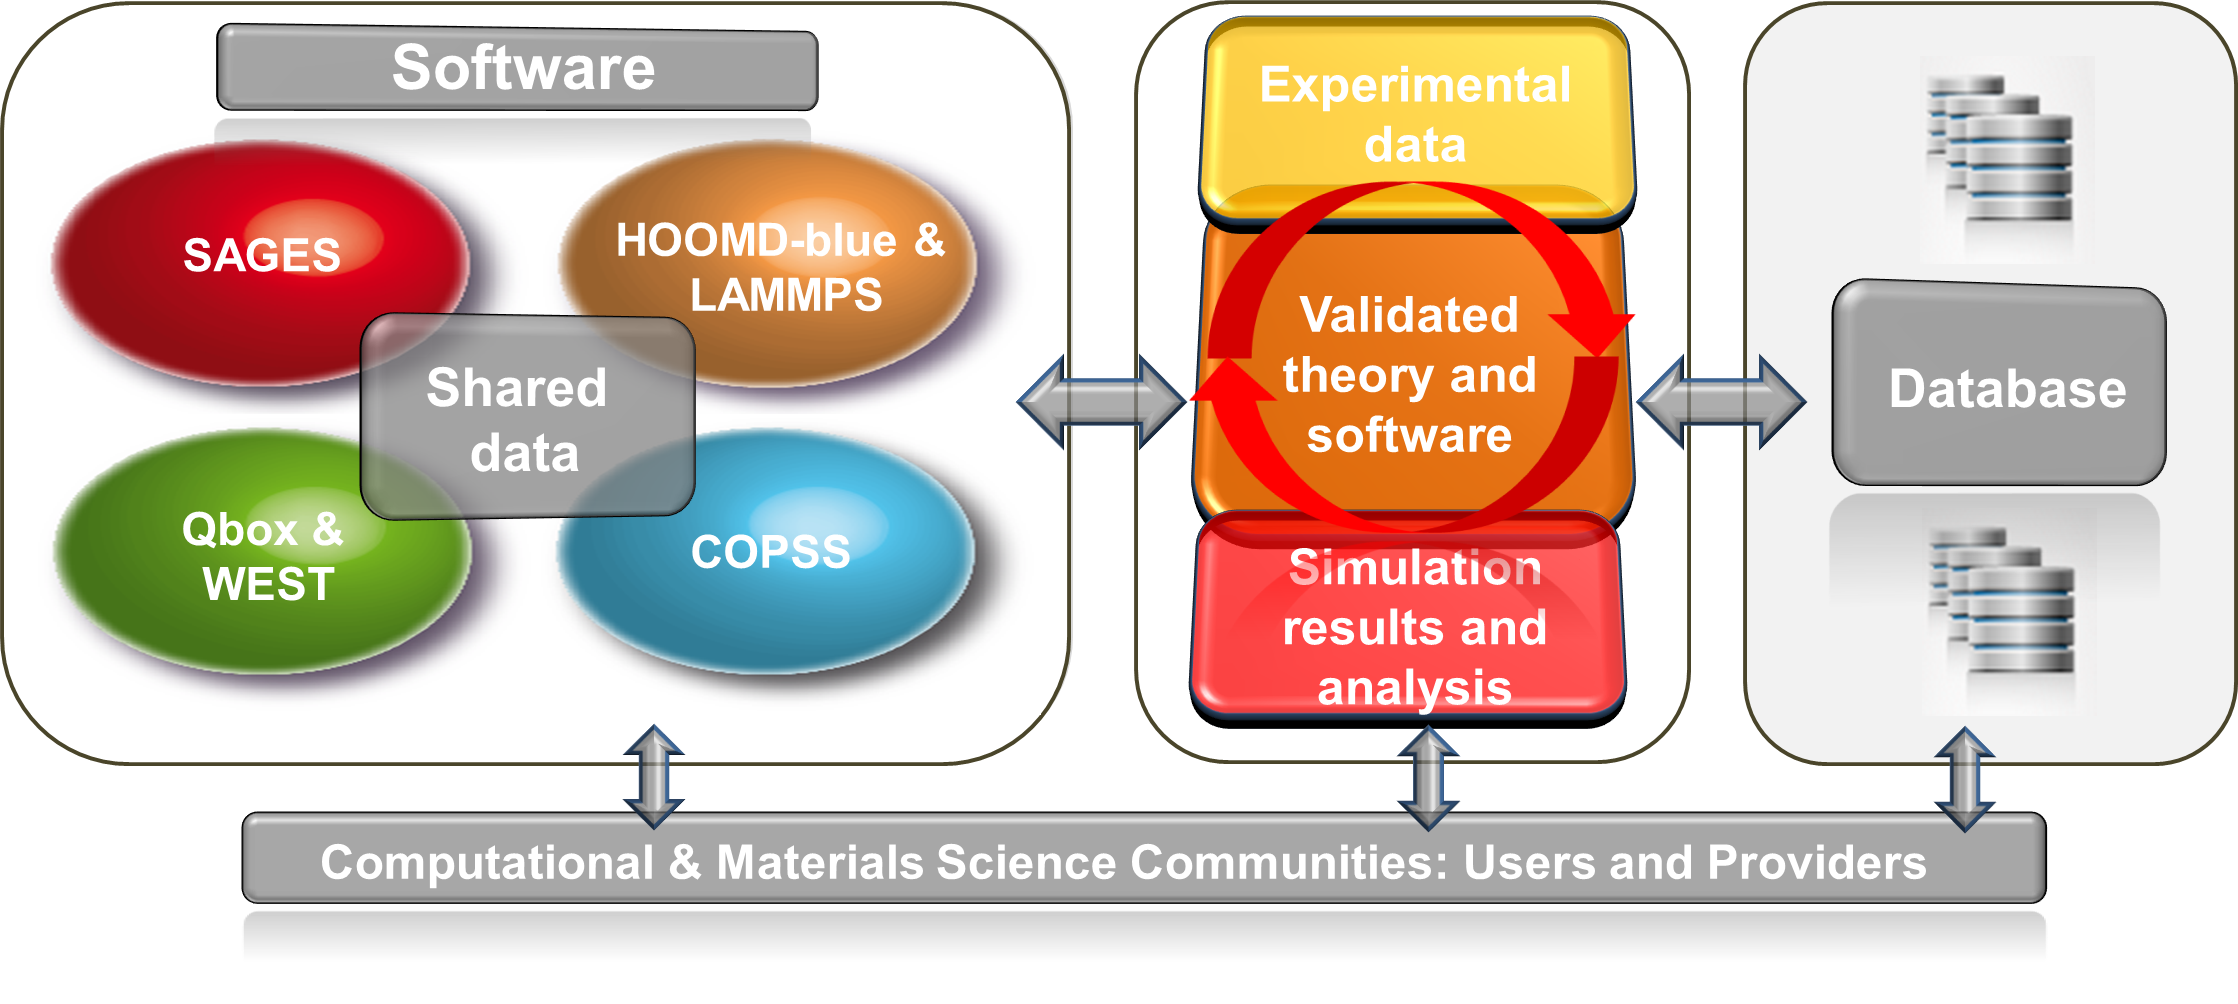 Software
SAGES
HOOMD-blue &
LAMMPS
Shared
data
Qbox &
WEST
COPSS
Experimental
data
Validated
theory and
software
Simulation
results and
analysis
Database
Computational & Materials Science Communities: Users and Providers